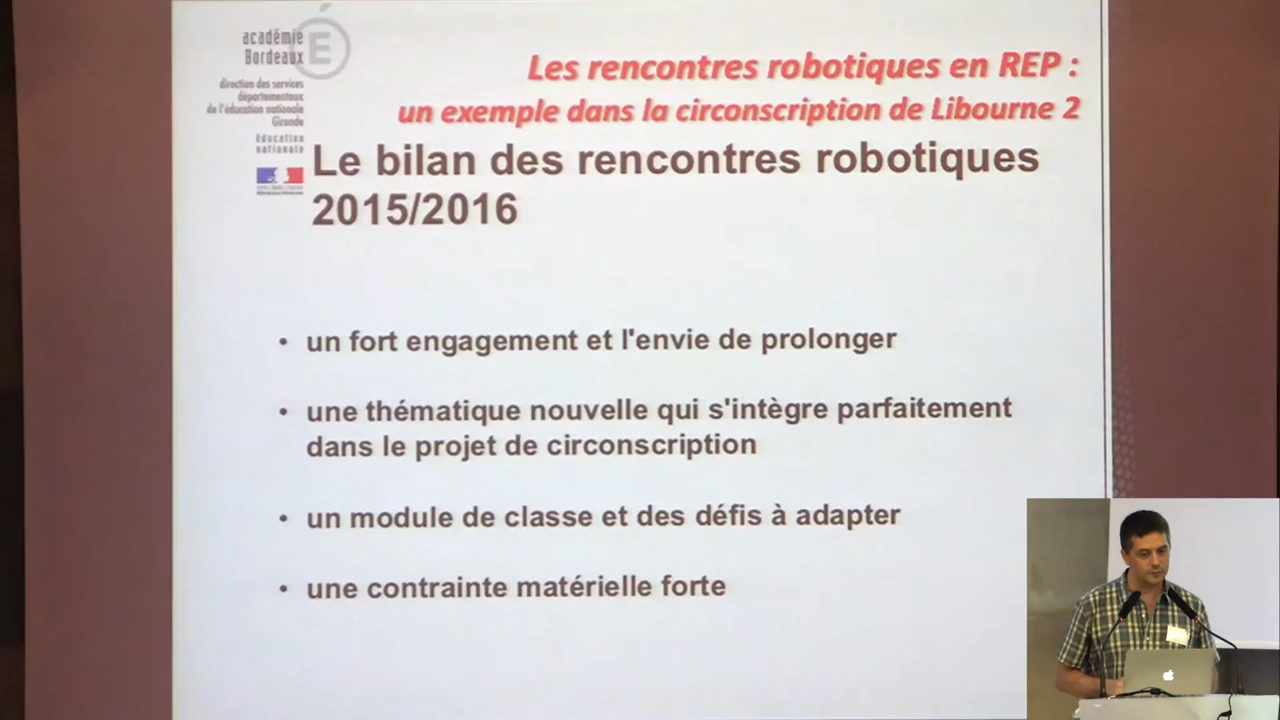 académie
Bordeaux
É
direction des services
départementaux
de l'éducation nationale
Gironde
éducation
nationale
Les rencontres robotiques en REP :
un exemple dans la circonscription de Libourne 2
Le bilan des rencontres robotiques
2015/2016
• un fort engagement et l'envie de prolonger
• une thématique nouvelle qui s'intègre parfaitement
dans le projet de circonscription
• un module de classe et des défis à adapter
• une contrainte matérielle forte